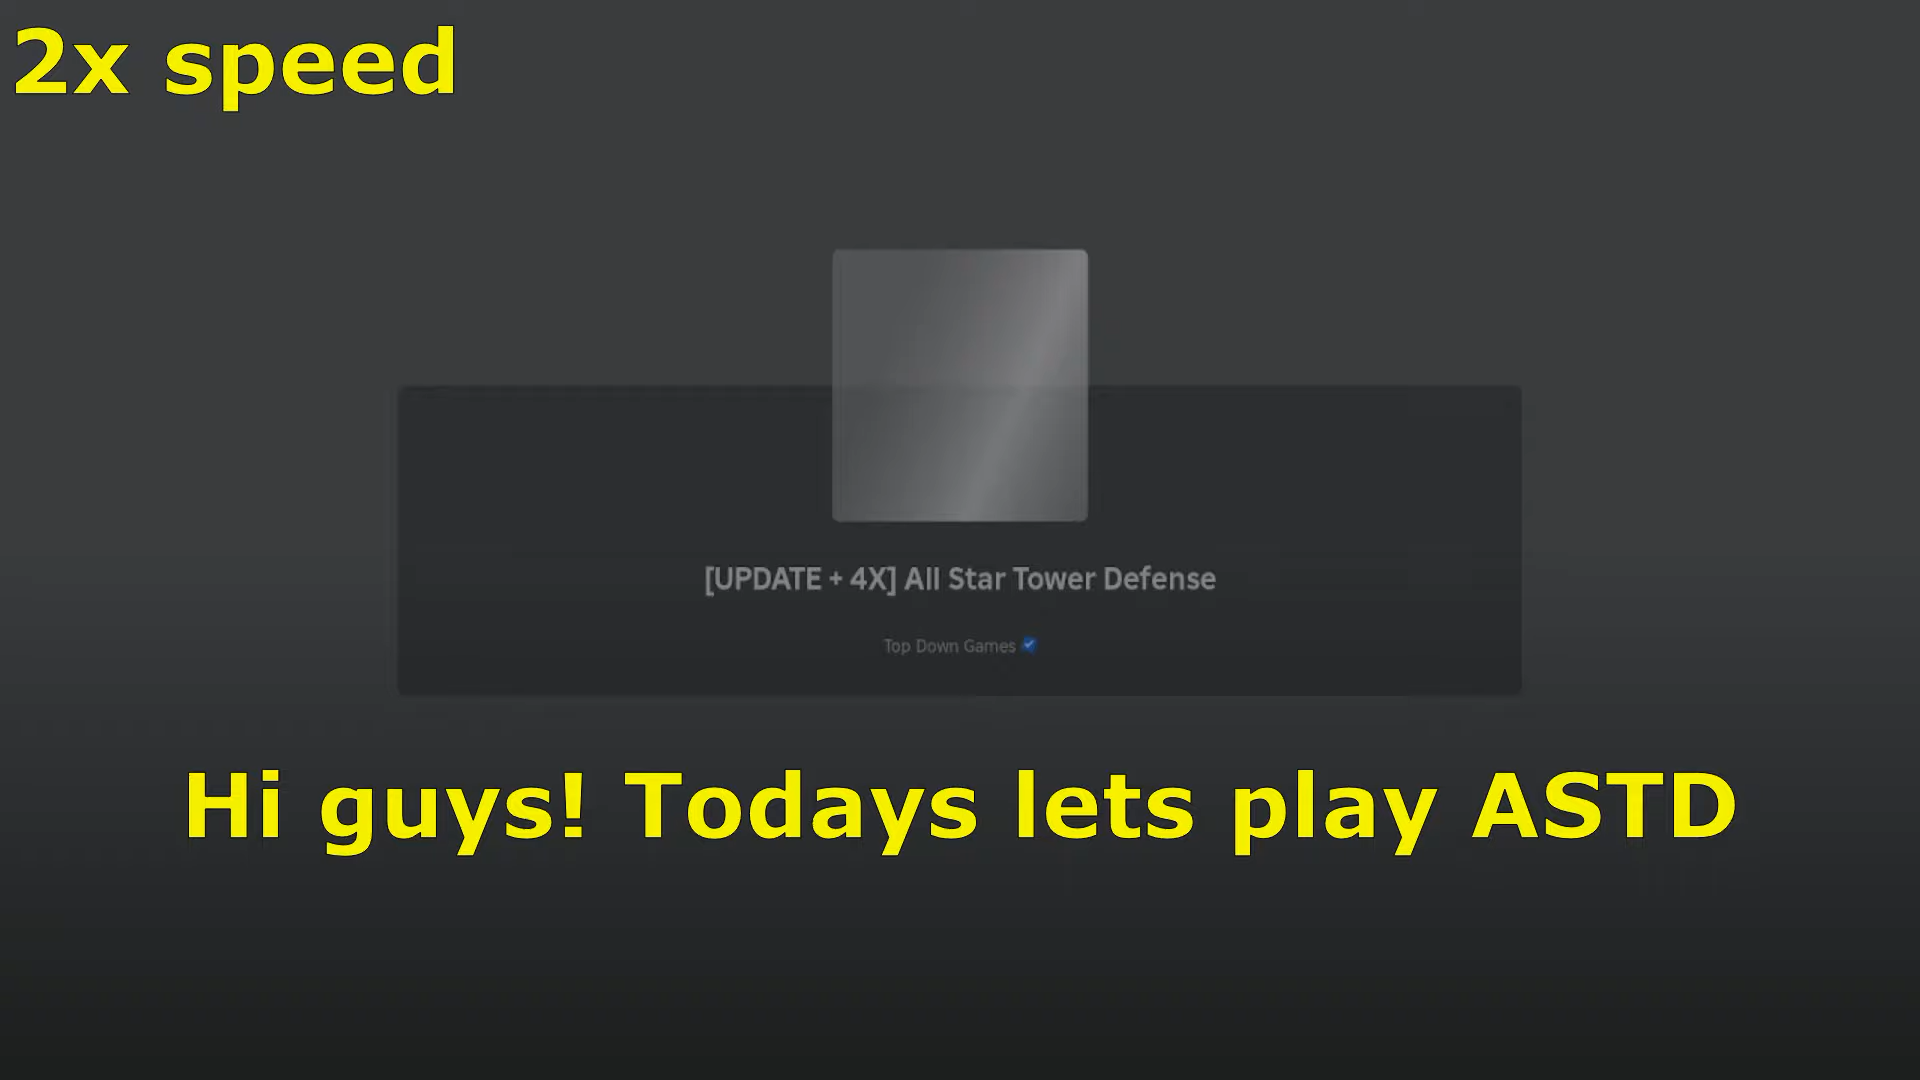 2x speed
[UPDATE + 4X] All Star Tower Defense
Top Down Games
Hi guys! Todays lets play ASTD